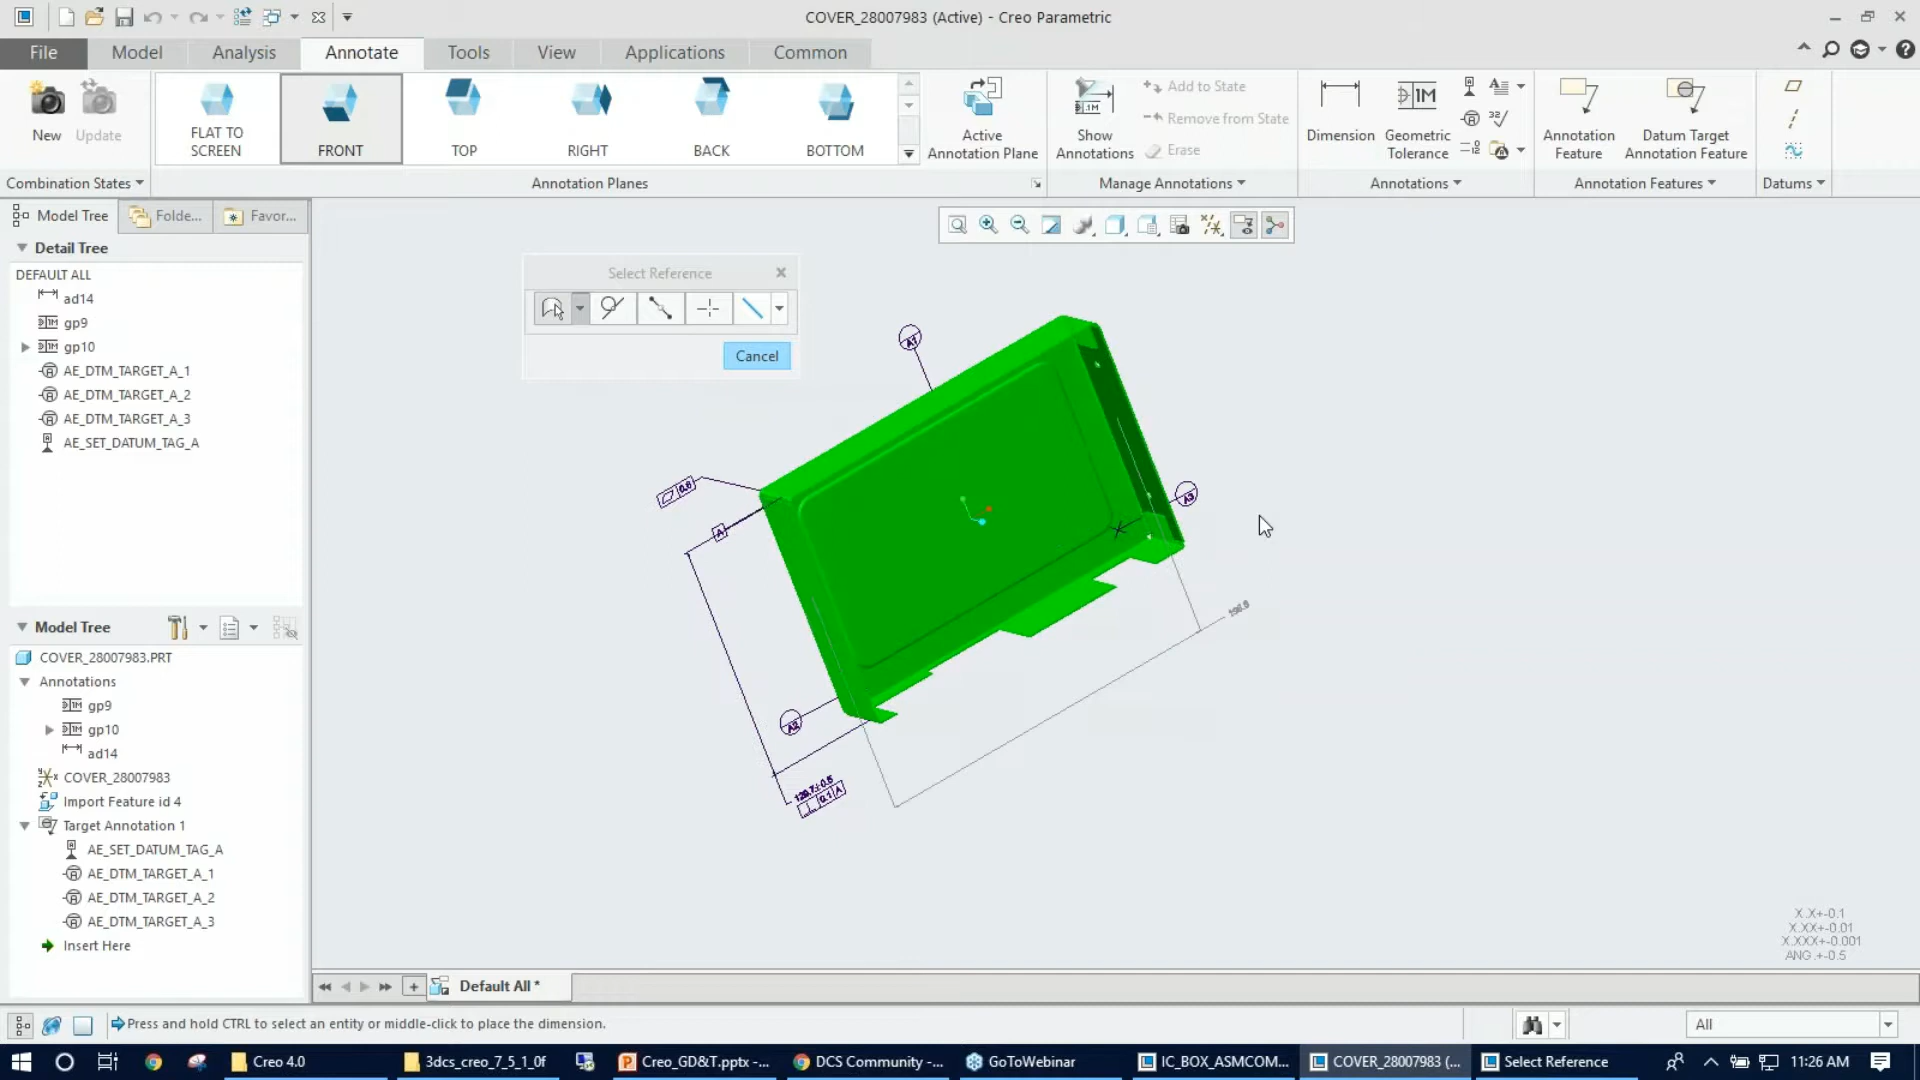 COVER_28007983 (Active) - Creo Parametric
File Model Analysis Annotate Tools View Applications Common
New Update
FLAT TO SCREEN
FRONT TOP RIGHT BACK BOTTOM
Active Annotation Plane
Show Annotations
Add to State
Remove from State
Erase
Dimension
Geometric Tolerance
Annotation Feature
Datum Target Annotation Feature
Combination States
Annotation Planes
Manage Annotations
Annotations
Annotation Features
Datums
Model Tree Folde... Favor...
Detail Tree
DEFAULT ALL
ad14
gp9
gp10
AE_DTM_TARGET_A_1
AE_DTM_TARGET_A_2
AE_DTM_TARGET_A_3
AE_SET_DATUM_TAG_A
Model Tree
COVER_28007983.PRT
Annotations
gp9
gp10
ad14
COVER_28007983
Import Feature id 4
Target Annotation 1
AE_SET_DATUM_TAG_A
AE_DTM_TARGET_A_1
AE_DTM_TARGET_A_2
AE_DTM_TARGET_A_3
Insert Here
Select Reference
Cancel
A1
A3
A
A2
0.1 A
X.X+-0.1
X.XX+-0.01
X.XXX+-0.001
ANG.+-0.5
Default All *
Press and hold CTRL to select an entity or middle-click to place the dimension.
All
Creo 4.0
3dcs_creo_7_5_1_0f
Creo_GD&T.pptx -...
DCS Community -...
GoToWebinar
IC_BOX_ASMCOM...
COVER_28007983 (...
Select Reference
11:26 AM